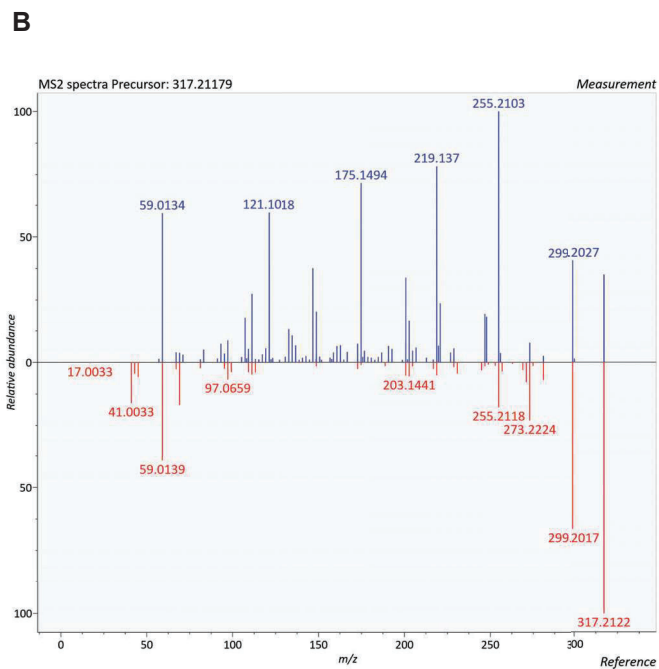 B
MS2 spectra Precursor: 317.21179
Measurement
255.2103
100
219.137
175.1494
59.0134
121.1018
50
299.2027
0
17.0033
41.0033
97.0659
203.1441
255.2118
273.2224
59.0139
50
299.2017
100
317.2122
Relative abundance
0 50 100 150 200 250 300
m/z
Reference